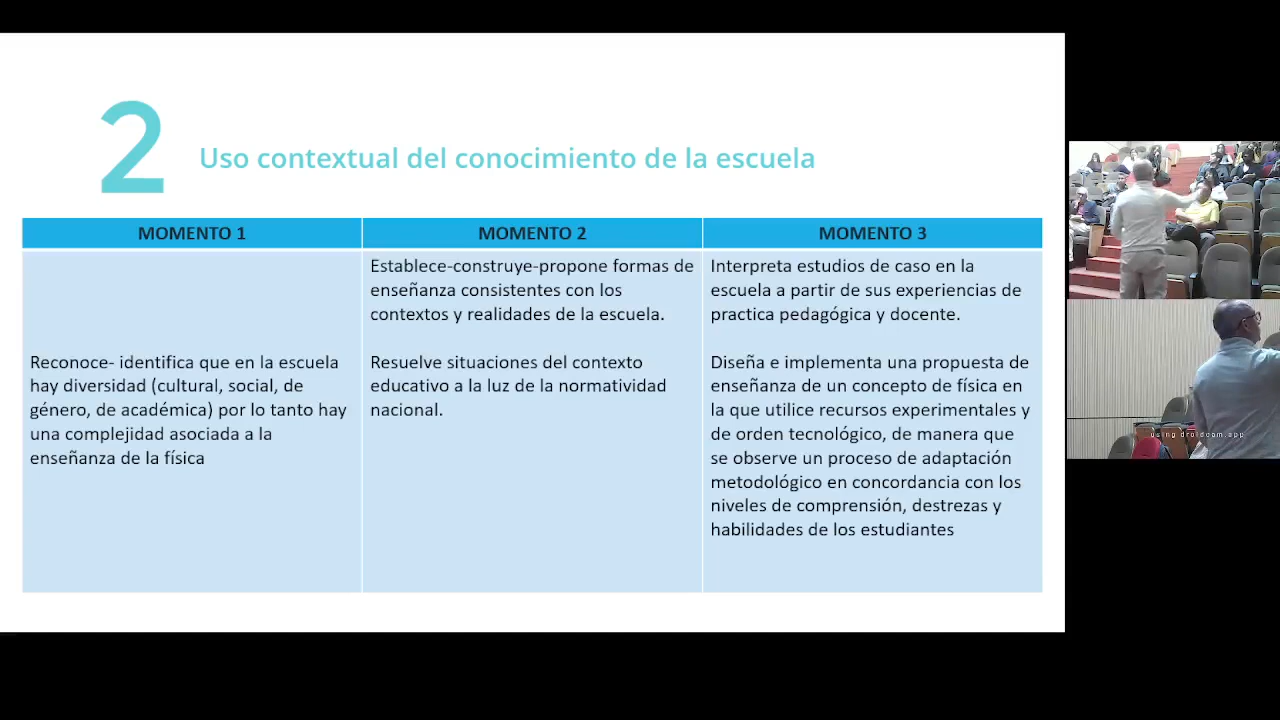 2
Uso contextual del conocimiento de la escuela
MOMENTO 1
MOMENTO 2
MOMENTO 3
Reconoce- identifica que en la escuela
hay diversidad (cultural, social, de
género, de académica) por lo tanto hay
una complejidad asociada a la
enseñanza de la física
Establece-construye-propone formas de
enseñanza consistentes con los
contextos y realidades de la escuela.
Resuelve situaciones del contexto
educativo a la luz de la normatividad
nacional.
Interpreta estudios de caso en la
escuela a partir de sus experiencias de
practica pedagógica y docente.
Diseña e implementa una propuesta de
enseñanza de un concepto de física en
la que utilice recursos experimentales y
de orden tecnológico, de manera que
se observe un proceso de adaptación
metodológico en concordancia con los
niveles de comprensión, destrezas y
habilidades de los estudiantes
using droidcam.app